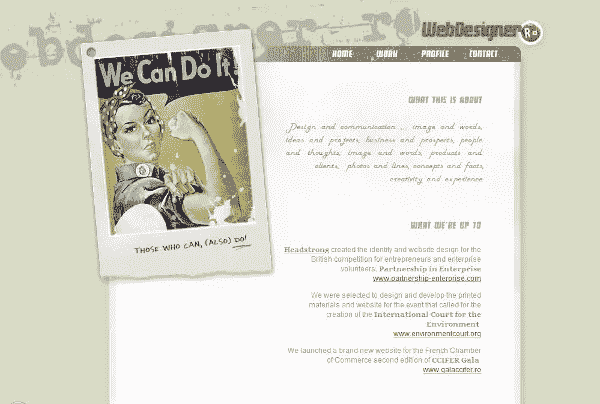 WebDesigner Ro
HOME WORK PROFILE CONTACT
We Can Do It
THOSE WHO CAN, (ALSO) DO!
WHAT THIS IS ABOUT
Design and communication ... image and words,
ideas and projects, business and prospects, people
and thoughts, image and words, products and
clients, photos and lines, concepts and facts,
creativity and experience
WHAT WE'RE UP TO
Headstrong created the identity and website design for the
British competition for entrepreneurs and enterprise
volunteers, Partnership in Enterprise
www.partnership-enterprise.com
We were selected to design and develop the printed
materials and website for the event that called for the
creation of the International Court for the
Environment
www.environmentcourt.org
We launched a brand new website for the French Chamber
of Commerce second edition of CCIFER Gala
www.galaccifer.ro